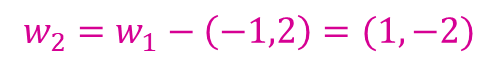 w₂ = w₁ − (−1,2) = (1, −2)